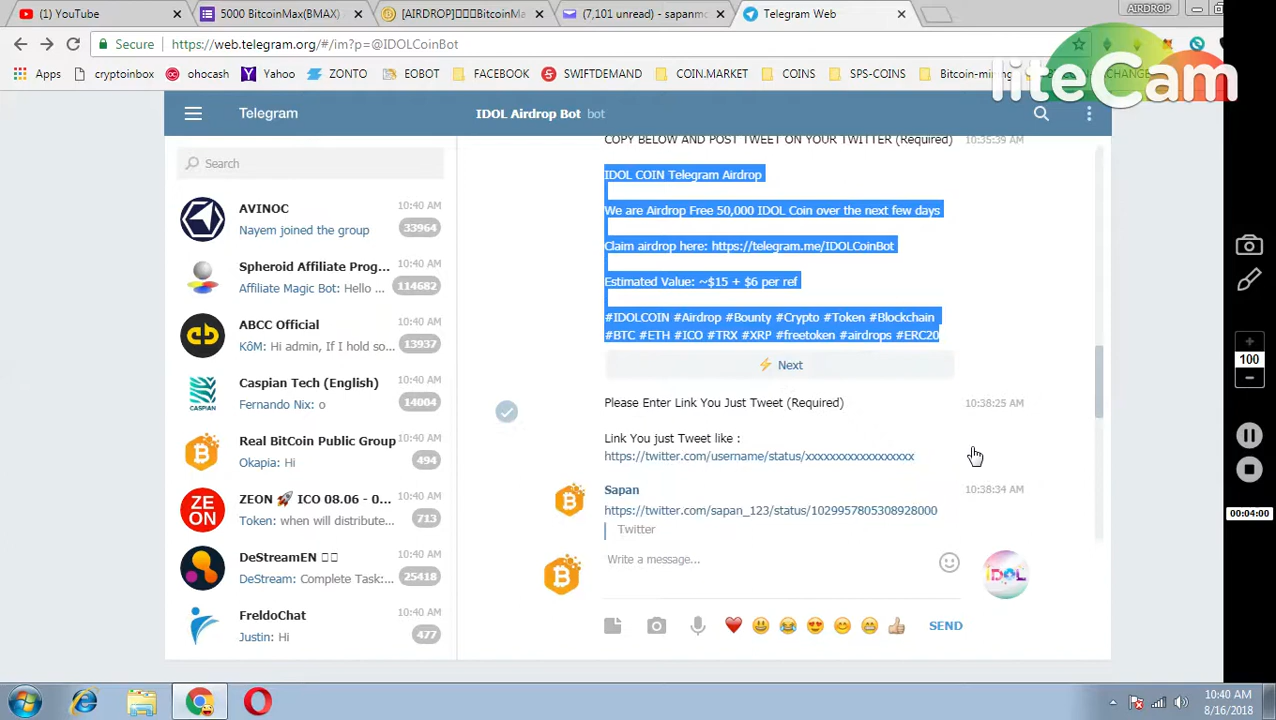 (1) YouTube
5000 BitcoinMax(BMAX)
[AIRDROP]▯▯▯BitcoinM
(7,101 unread) - sapanm
Telegram Web
AIRDROP
Secure
https://web.telegram.org/#/im?p=@IDOLCoinBot
Apps
cryptoinbox
ohocash
Yahoo
ZONTO
EOBOT
FACEBOOK
SWIFTDEMAND
COIN.MARKET
COINS
SPS-COINS
Bitcoin-mining
liteCam
Telegram
IDOL Airdrop Bot bot
Search
AVINOC
10:40 AM
Nayem joined the group
33964
Spheroid Affiliate Prog...
10:40 AM
Affiliate Magic Bot: Hello ...
114682
ABCC Official
10:40 AM
KôM: Hi admin, If I hold so...
13937
Caspian Tech (English)
10:40 AM
Fernando Nix: o
14004
Real BitCoin Public Group
10:40 AM
Okapia: Hi
494
ZEON 🚀 ICO 08.06 - 0...
10:40 AM
Token: when will distribute...
713
DeStreamEN ▯▯
10:40 AM
DeStream: Complete Task:...
25418
FreldoChat
10:40 AM
Justin: Hi
477
COPY BELOW AND POST TWEET ON YOUR TWITTER (Required)
10:35:39 AM
IDOL COIN Telegram Airdrop
We are Airdrop Free 50,000 IDOL Coin over the next few days
Claim airdrop here: https://telegram.me/IDOLCoinBot
Estimated Value: ~$15 + $6 per ref
#IDOLCOIN #Airdrop #Bounty #Crypto #Token #Blockchain
#BTC #ETH #ICO #TRX #XRP #freetoken #airdrops #ERC20
⚡ Next
Please Enter Link You Just Tweet (Required)
10:38:25 AM
Link You just Tweet like :
https://twitter.com/username/status/xxxxxxxxxxxxxxxxxx
Sapan
10:38:34 AM
https://twitter.com/sapan_123/status/1029957805308928000
Twitter
Write a message...
IDOL
SEND
100
00:04:00
10:40 AM
8/16/2018